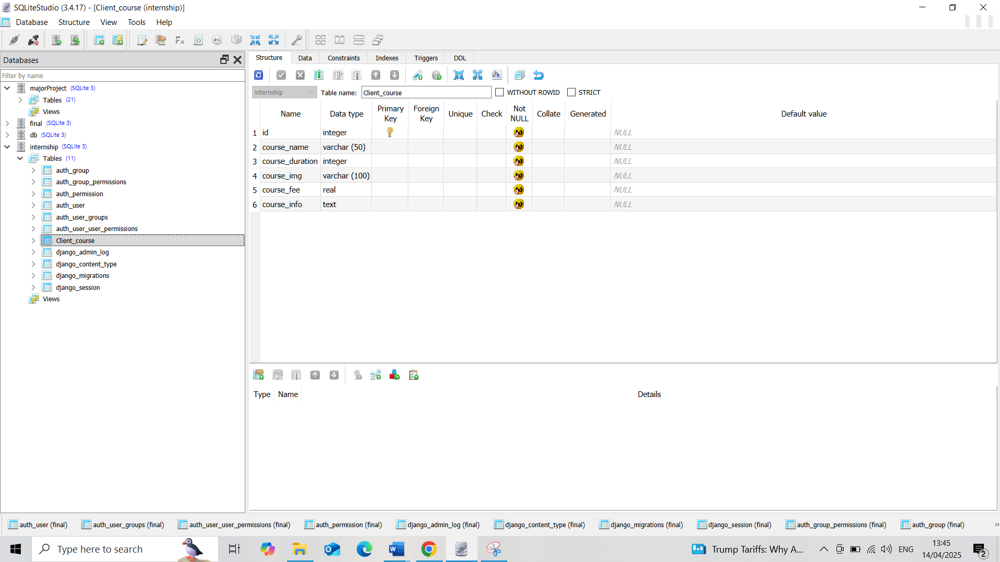 SQLiteStudio (3.4.17) - [Client_course (internship)]
Database Structure View Tools Help
Databases
Filter by name
majorProject (SQLite 3)
Tables (21)
Views
final (SQLite 3)
db (SQLite 3)
internship (SQLite 3)
Tables (11)
auth_group
auth_group_permissions
auth_permission
auth_user
auth_user_groups
auth_user_user_permissions
Client_course
django_admin_log
django_content_type
django_migrations
django_session
Views
Structure Data Constraints Indexes Triggers DDL
internship Table name: Client_course WITHOUT ROWID STRICT
Name Data type Primary Key Foreign Key Unique Check Not NULL Collate Generated Default value
1 id integer NULL
2 course_name varchar (50) NULL
3 course_duration integer NULL
4 course_img varchar (100) NULL
5 course_fee real NULL
6 course_info text NULL
Type Name Details
auth_user (final) auth_user_groups (final) auth_user_user_permissions (final) auth_permission (final) django_admin_log (final) django_content_type (final) django_migrations (final) django_session (final) auth_group_permissions (final) auth_group (final)
Type here to search
Trump Tariffs: Why A...
ENG
13:45
14/04/2025
2